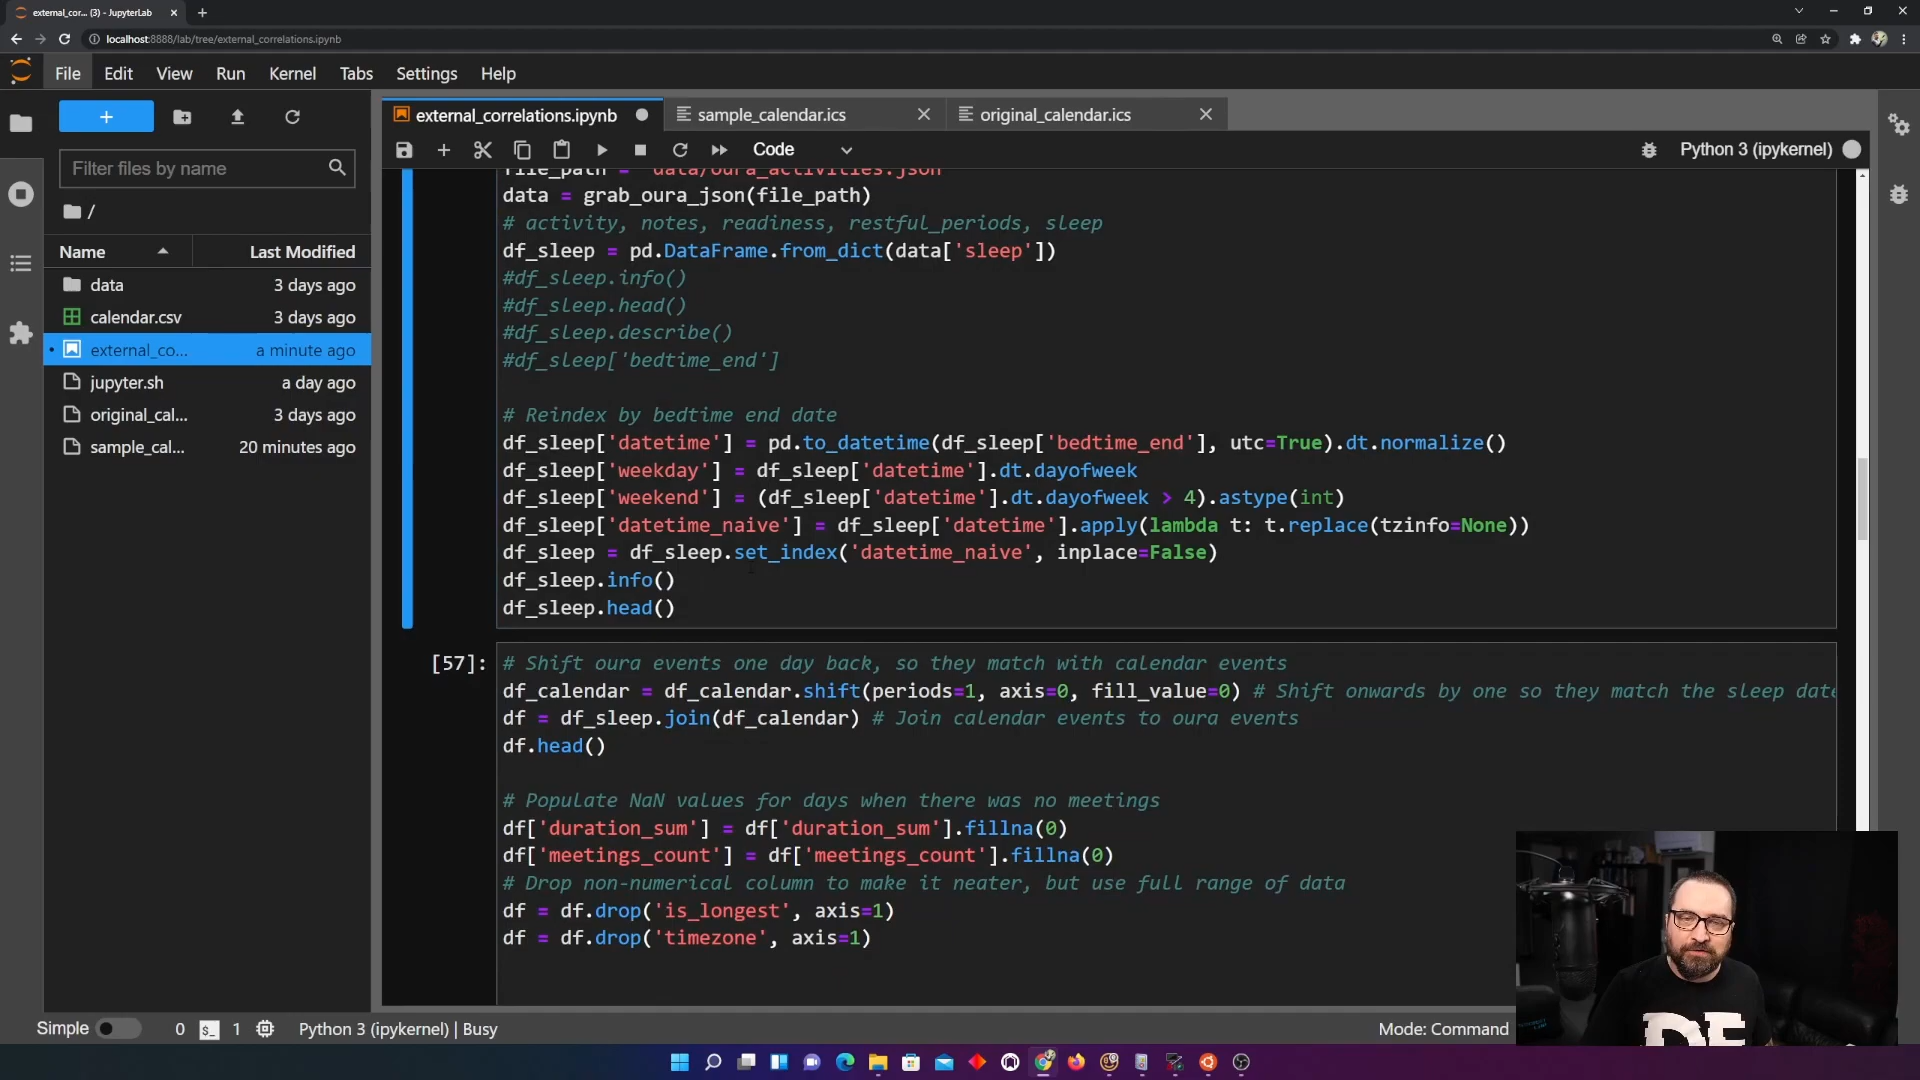 external_cor... (3) - JupyterLab
localhost:8888/lab/tree/external_correlations.ipynb
File Edit View Run Kernel Tabs Settings Help
external_correlations.ipynb
sample_calendar.ics
original_calendar.ics
Code
Python 3 (ipykernel)
Filter files by name
/
Name Last Modified
data 3 days ago
calendar.csv 3 days ago
external_co... a minute ago
jupyter.sh a day ago
original_cal... 3 days ago
sample_cal... 20 minutes ago
file_path = 'data/oura_activities.json'
data = grab_oura_json(file_path)
# activity, notes, readiness, restful_periods, sleep
df_sleep = pd.DataFrame.from_dict(data['sleep'])
#df_sleep.info()
#df_sleep.head()
#df_sleep.describe()
#df_sleep['bedtime_end']
# Reindex by bedtime end date
df_sleep['datetime'] = pd.to_datetime(df_sleep['bedtime_end'], utc=True).dt.normalize()
df_sleep['weekday'] = df_sleep['datetime'].dt.dayofweek
df_sleep['weekend'] = (df_sleep['datetime'].dt.dayofweek > 4).astype(int)
df_sleep['datetime_naive'] = df_sleep['datetime'].apply(lambda t: t.replace(tzinfo=None))
df_sleep = df_sleep.set_index('datetime_naive', inplace=False)
df_sleep.info()
df_sleep.head()
[57]:
# Shift oura events one day back, so they match with calendar events
df_calendar = df_calendar.shift(periods=1, axis=0, fill_value=0) # Shift onwards by one so they match the sleep date
df = df_sleep.join(df_calendar) # Join calendar events to oura events
df.head()
# Populate NaN values for days when there was no meetings
df['duration_sum'] = df['duration_sum'].fillna(0)
df['meetings_count'] = df['meetings_count'].fillna(0)
# Drop non-numerical column to make it neater, but use full range of data
df = df.drop('is_longest', axis=1)
df = df.drop('timezone', axis=1)
Simple 0 $_ 1 Python 3 (ipykernel) | Busy
Mode: Command